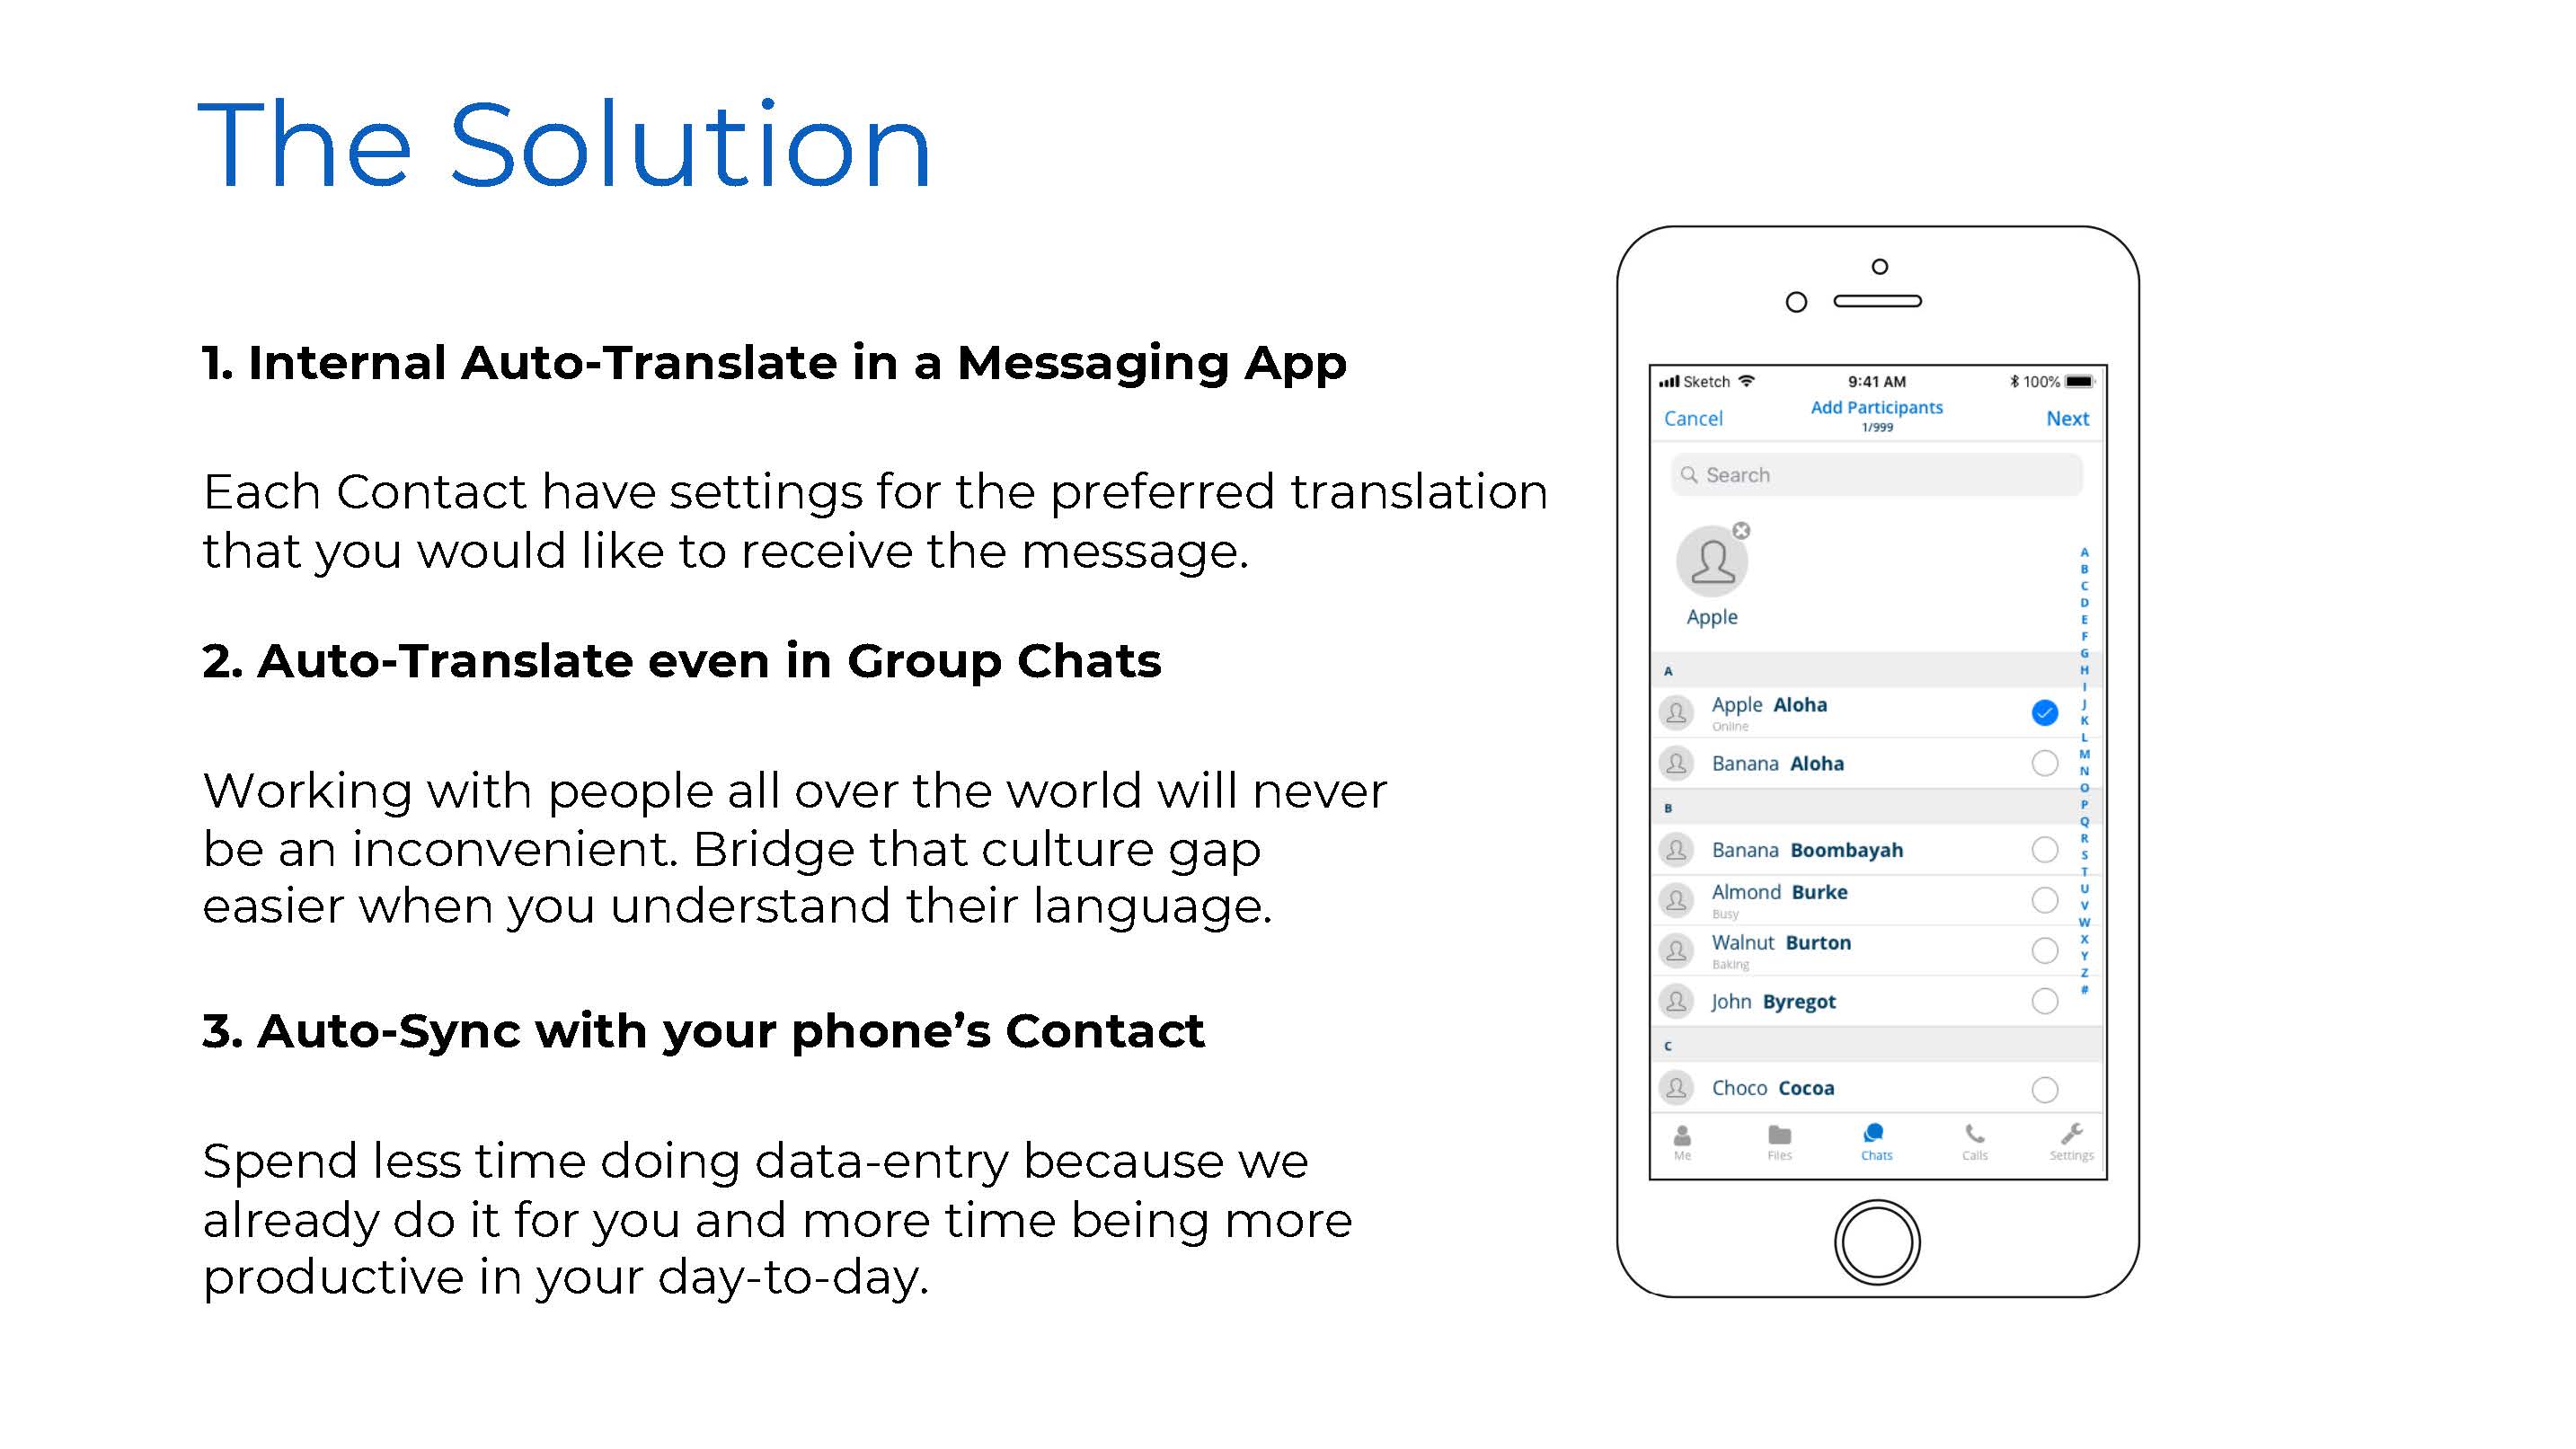 The Solution
1. Internal Auto-Translate in a Messaging App
Each Contact have settings for the preferred translation
that you would like to receive the message.
2. Auto-Translate even in Group Chats
Working with people all over the world will never
be an inconvenient. Bridge that culture gap
easier when you understand their language.
3. Auto-Sync with your phone’s Contact
Spend less time doing data-entry because we
already do it for you and more time being more
productive in your day-to-day.
Sketch 9:41 AM 100%
Cancel Add Participants Next
1/999
Search
Apple
A
Apple Aloha
Online
Banana Aloha
B
Banana Boombayah
Almond Burke
Busy
Walnut Burton
Baking
John Byregot
C
Choco Cocoa
A
B
C
D
E
F
G
H
I
J
K
L
M
N
O
P
Q
R
S
T
U
V
W
X
Y
Z
#
Me Files Chats Calls Settings